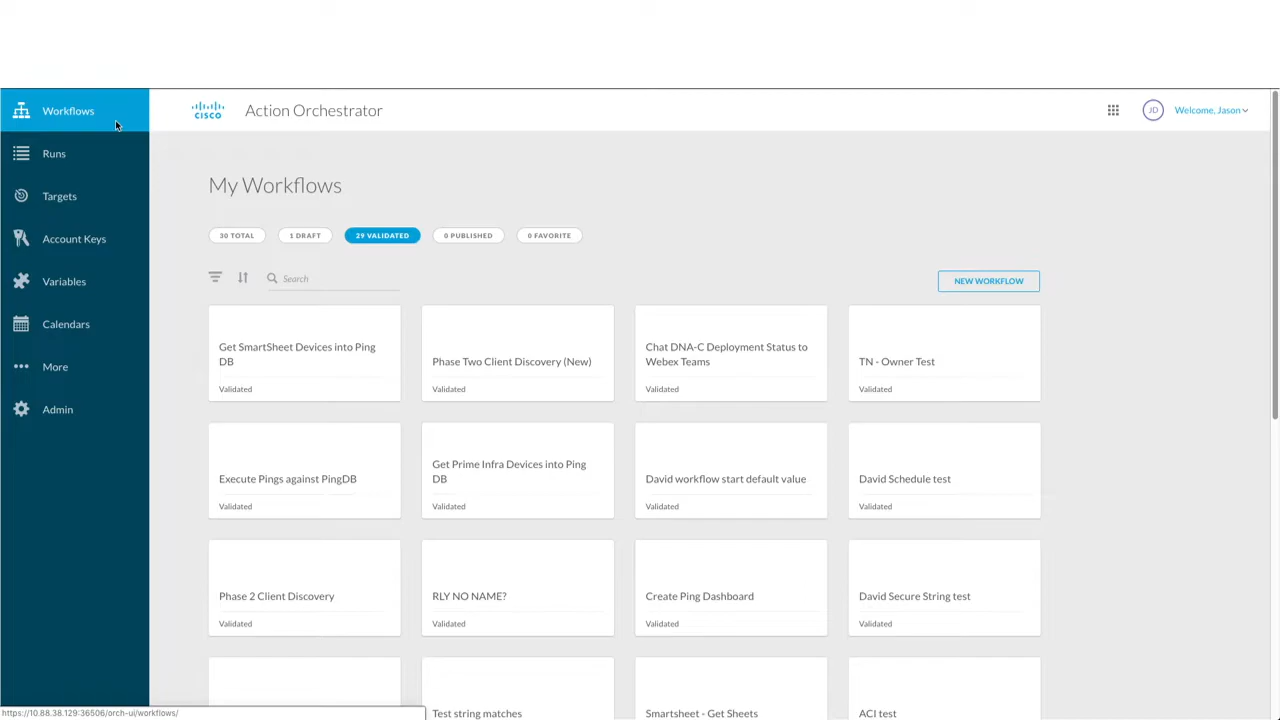 Workflows
Runs
Targets
Account Keys
Variables
Calendars
More
Admin
CISCO
Action Orchestrator
JD
Welcome, Jason
My Workflows
30 TOTAL
1 DRAFT
29 VALIDATED
0 PUBLISHED
0 FAVORITE
Search
NEW WORKFLOW
Get SmartSheet Devices into Ping
DB
Validated
Phase Two Client Discovery (New)
Validated
Chat DNA-C Deployment Status to
Webex Teams
Validated
TN - Owner Test
Validated
Execute Pings against PingDB
Validated
Get Prime Infra Devices into Ping
DB
Validated
David workflow start default value
Validated
David Schedule test
Validated
Phase 2 Client Discovery
Validated
RLY NO NAME?
Validated
Create Ping Dashboard
Validated
David Secure String test
Validated
Test string matches
Smartsheet - Get Sheets
ACI test
https://10.88.38.129:36506/orch-ui/workflows/